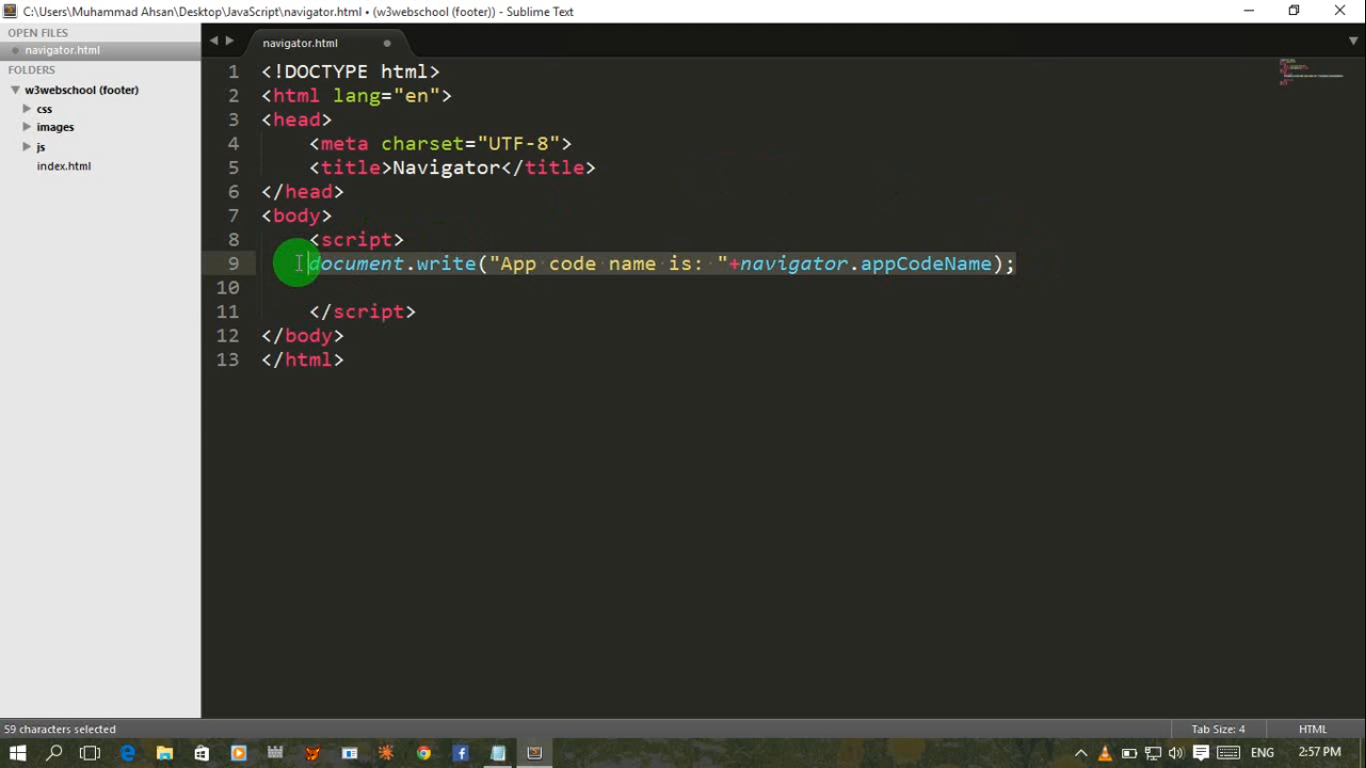 C:\Users\Muhammad Ahsan\Desktop\JavaScript\navigator.html • (w3webschool (footer)) - Sublime Text
OPEN FILES
navigator.html
FOLDERS
w3webschool (footer)
css
images
js
index.html
navigator.html
1 <!DOCTYPE html>
2 <html lang="en">
3 <head>
4 <meta charset="UTF-8">
5 <title>Navigator</title>
6 </head>
7 <body>
8 <script>
9 document.write("App code name is: "+navigator.appCodeName);
10
11 </script>
12 </body>
13 </html>
59 characters selected
Tab Size: 4
HTML
ENG
2:57 PM